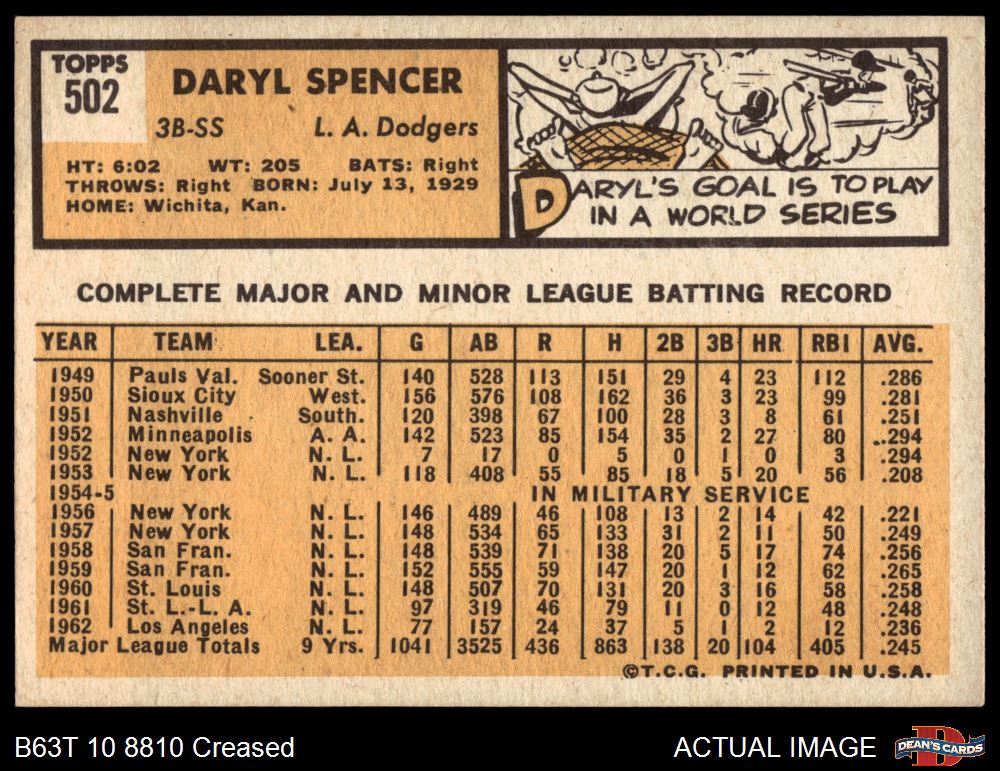 TOPPS
502
DARYL SPENCER
3B-SS L. A. Dodgers
HT: 6:02 WT: 205 BATS: Right
THROWS: Right BORN: July 13, 1929
HOME: Wichita, Kan.
DARYL'S GOAL IS TO PLAY
IN A WORLD SERIES
COMPLETE MAJOR AND MINOR LEAGUE BATTING RECORD
YEAR TEAM LEA. G AB R H 2B 3B HR RBI AVG.
1949 Pauls Val. Sooner St. 140 528 113 151 29 4 23 112 .286
1950 Sioux City West. 156 576 108 162 36 3 23 99 .281
1951 Nashville South. 120 398 67 100 28 3 8 61 .251
1952 Minneapolis A. A. 142 523 85 154 35 2 27 80 .294
1952 New York N. L. 7 17 0 5 0 1 0 3 .294
1953 New York N. L. 118 408 55 85 18 5 20 56 .208
1954-5 IN MILITARY SERVICE
1956 New York N. L. 146 489 46 108 13 2 14 42 .221
1957 New York N. L. 148 534 65 133 31 2 11 50 .249
1958 San Fran. N. L. 148 539 71 138 20 5 17 74 .256
1959 San Fran. N. L. 152 555 59 147 20 1 12 62 .265
1960 St. Louis N. L. 148 507 70 131 20 3 16 58 .258
1961 St. L.-L. A. N. L. 97 319 46 79 11 0 12 48 .248
1962 Los Angeles N. L. 77 157 24 37 5 1 2 12 .236
Major League Totals 9 Yrs. 1041 3525 436 863 138 20 104 405 .245
©T.C.G. PRINTED IN U.S.A.
B63T 10 8810 Creased ACTUAL IMAGE DEAN'S CARDS